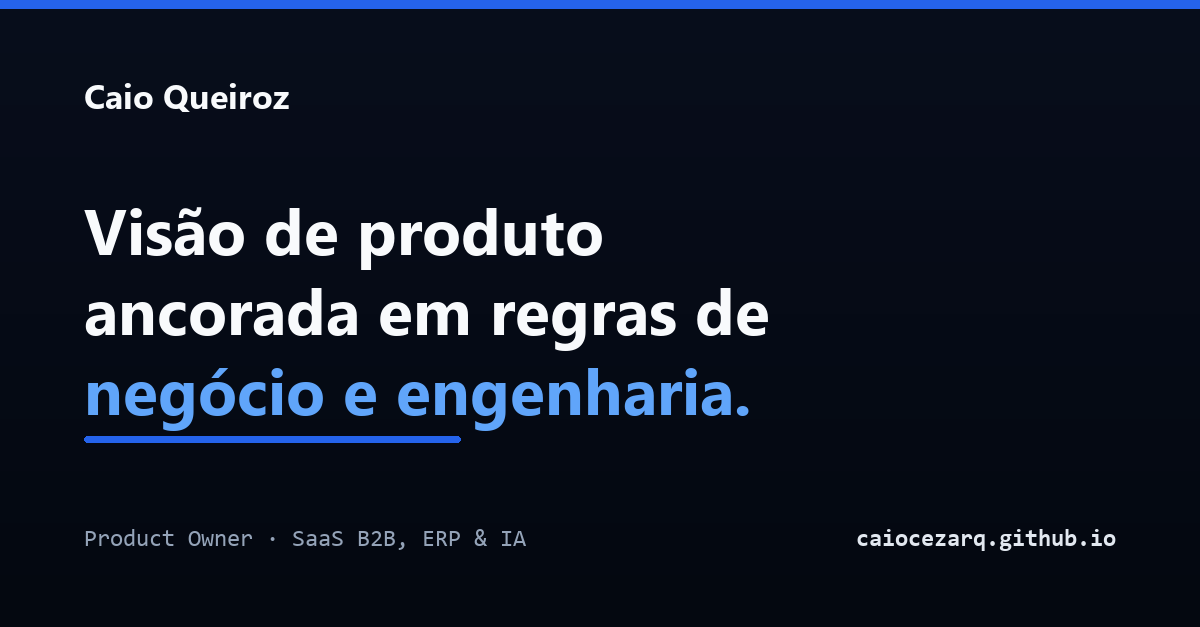 Caio Queiroz
Visão de produto
ancorada em regras de
negócio e engenharia.
Product Owner · SaaS B2B, ERP & IA
caiocezarq.github.io